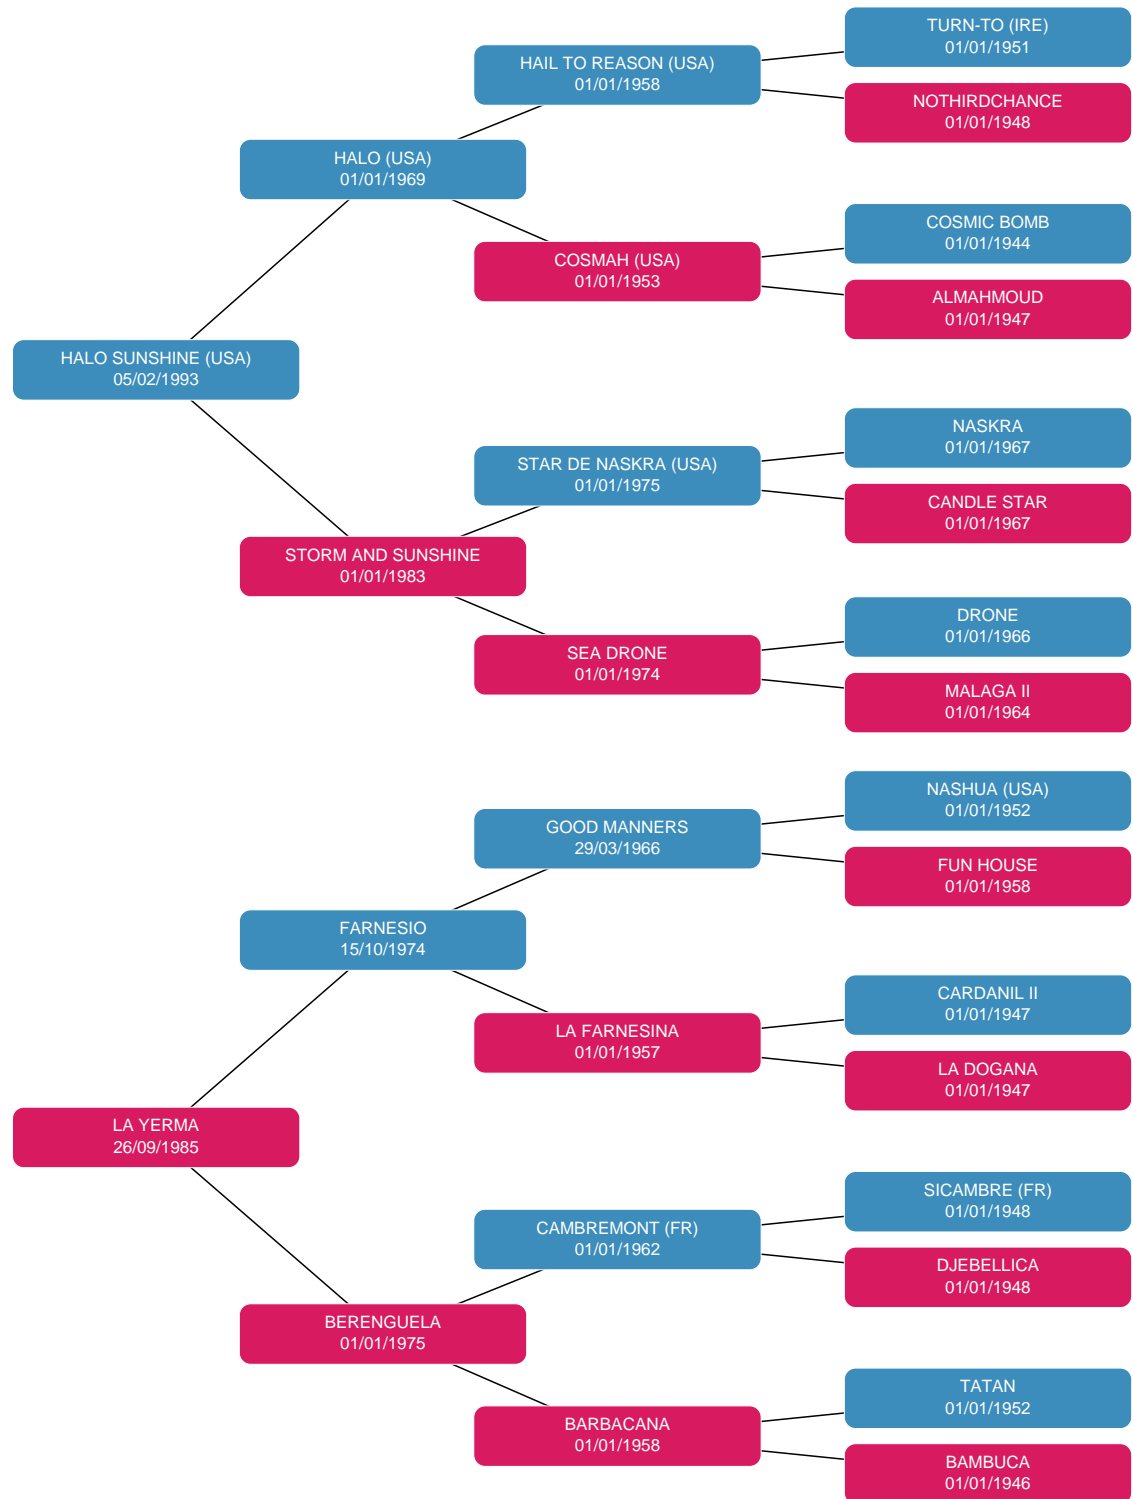 TURN-TO (IRE)
01/01/1951
HAIL TO REASON (USA)
01/01/1958
NOTHIRDCHANCE
01/01/1948
HALO (USA)
01/01/1969
COSMIC BOMB
01/01/1944
COSMAH (USA)
01/01/1953
ALMAHMOUD
01/01/1947
HALO SUNSHINE (USA)
05/02/1993
NASKRA
01/01/1967
STAR DE NASKRA (USA)
01/01/1975
CANDLE STAR
01/01/1967
STORM AND SUNSHINE
01/01/1983
DRONE
01/01/1966
SEA DRONE
01/01/1974
MALAGA II
01/01/1964
NASHUA (USA)
01/01/1952
GOOD MANNERS
29/03/1966
FUN HOUSE
01/01/1958
FARNESIO
15/10/1974
CARDANIL II
01/01/1947
LA FARNESINA
01/01/1957
LA DOGANA
01/01/1947
LA YERMA
26/09/1985
SICAMBRE (FR)
01/01/1948
CAMBREMONT (FR)
01/01/1962
DJEBELLICA
01/01/1948
BERENGUELA
01/01/1975
TATAN
01/01/1952
BARBACANA
01/01/1958
BAMBUCA
01/01/1946